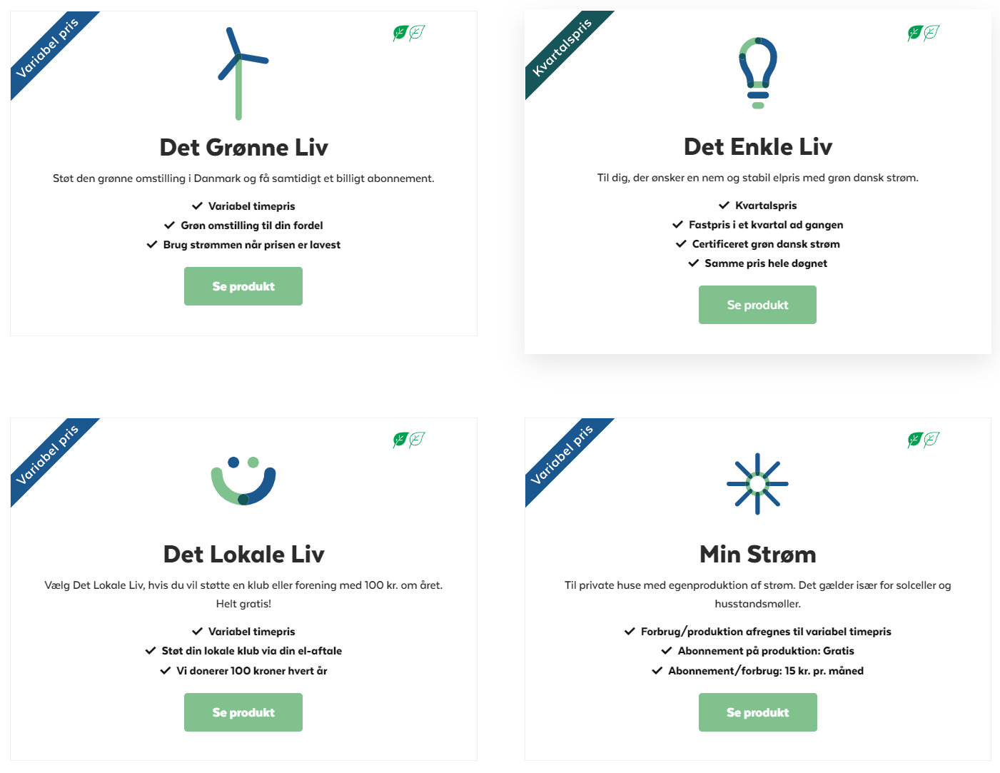 Variabel pris
Det Grønne Liv
Støt den grønne omstilling i Danmark og få samtidigt et billigt abonnement.
Variabel timepris
Grøn omstilling til din fordel
Brug strømmen når prisen er lavest
Se produkt
Kvartalspris
Det Enkle Liv
Til dig, der ønsker en nem og stabil elpris med grøn dansk strøm.
Kvartalspris
Fastpris i et kvartal ad gangen
Certificeret grøn dansk strøm
Samme pris hele døgnet
Se produkt
Variabel pris
Det Lokale Liv
Vælg Det Lokale Liv, hvis du vil støtte en klub eller forening med 100 kr. om året.
Helt gratis!
Variabel timepris
Støt din lokale klub via din el-aftale
Vi donerer 100 kroner hvert år
Se produkt
Variabel pris
Min Strøm
Til private huse med egenproduktion af strøm. Det gælder især for solceller og
husstandsmøller.
Forbrug/produktion afregnes til variabel timepris
Abonnement på produktion: Gratis
Abonnement/forbrug: 15 kr. pr. måned
Se produkt